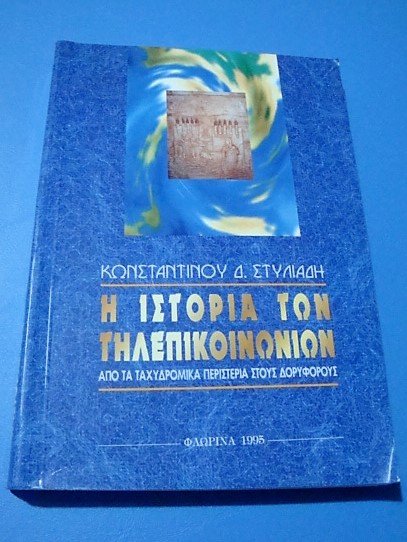 ΚΩΝΣΤΑΝΤΙΝΟΥ Δ. ΣΤΥΛΙΑΔΗ
Η ΙΣΤΟΡΙΑ ΤΩΝ
ΤΗΛΕΠΙΚΟΙΝΩΝΙΩΝ
ΑΠΟ ΤΑ ΤΑΧΥΔΡΟΜΙΚΑ ΠΕΡΙΣΤΕΡΙΑ ΣΤΟΥΣ ΔΟΡΥΦΟΡΟΥΣ
ΦΛΩΡΙΝΑ 1995